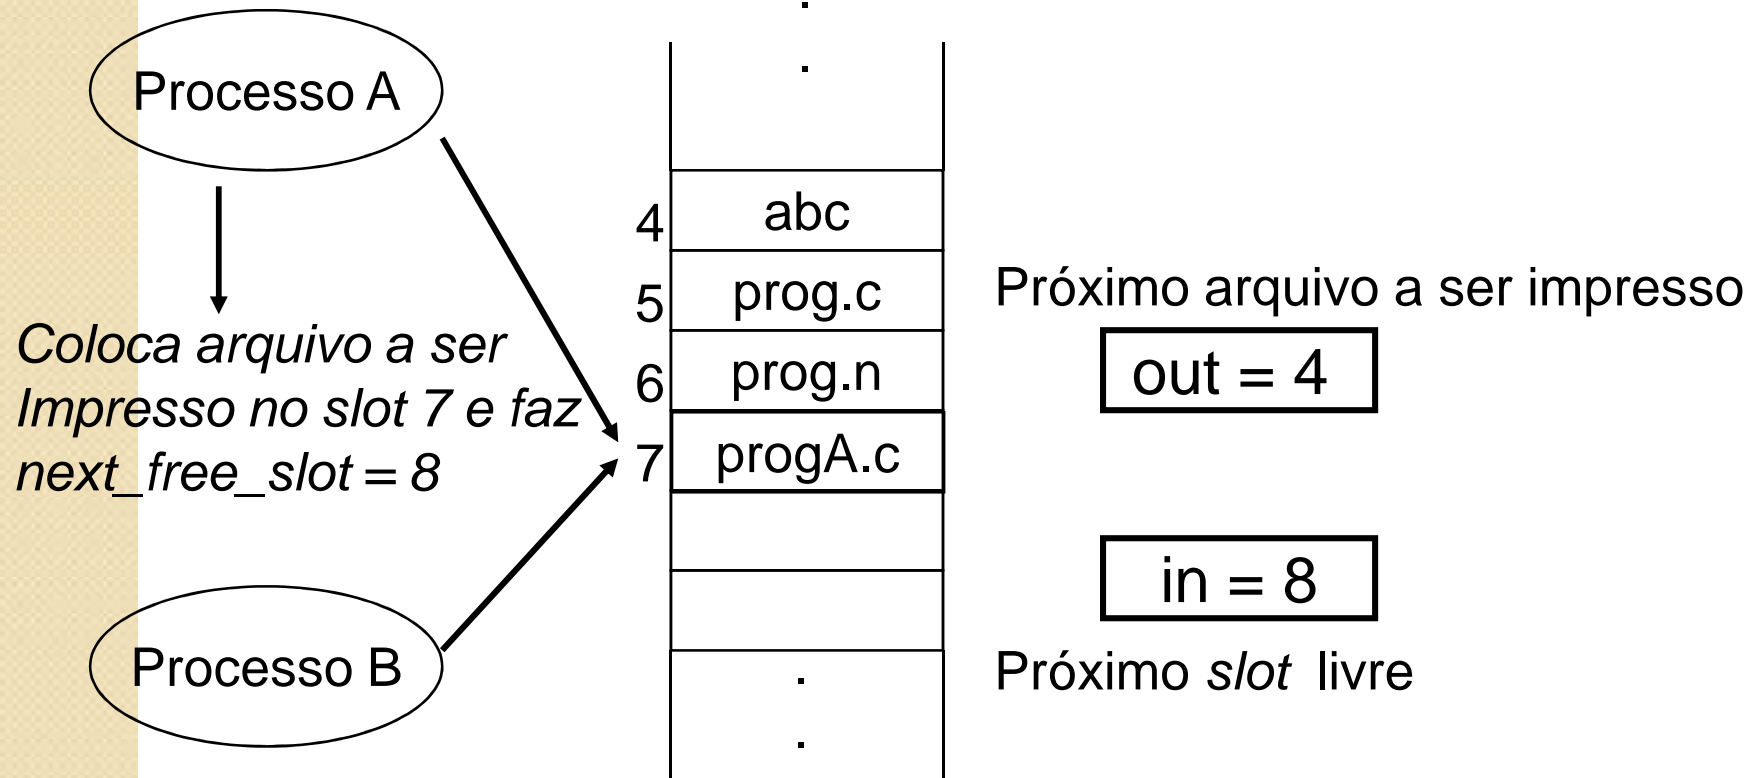 Processo A
Coloca arquivo a ser
Impresso no slot 7 e faz
next_free_slot = 8
Processo B
4 abc
5 prog.c
6 prog.n
7 progA.c
Próximo arquivo a ser impresso
out = 4
in = 8
Próximo slot livre